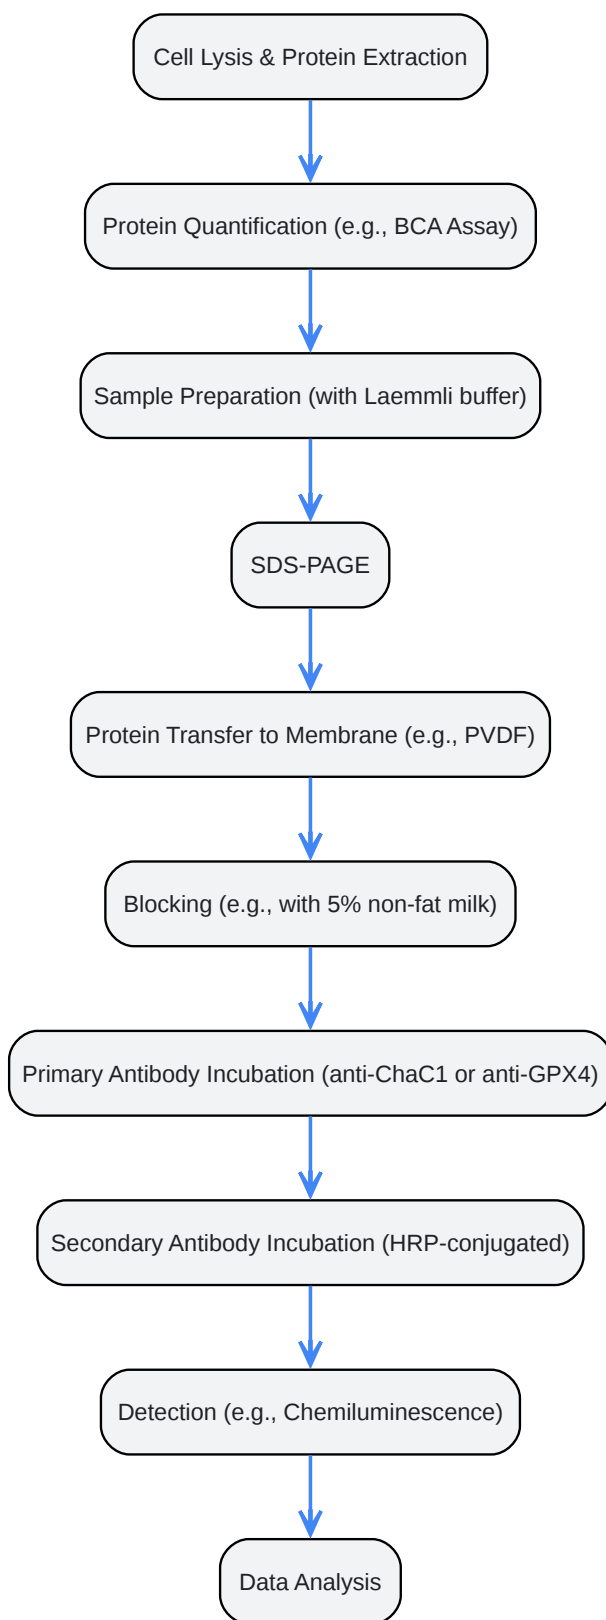 Cell Lysis & Protein Extraction
Protein Quantification (e.g., BCA Assay)
Sample Preparation (with Laemmli buffer)
SDS-PAGE
Protein Transfer to Membrane (e.g., PVDF)
Blocking (e.g., with 5% non-fat milk)
Primary Antibody Incubation (anti-ChaC1 or anti-GPX4)
Secondary Antibody Incubation (HRP-conjugated)
Detection (e.g., Chemiluminescence)
Data Analysis